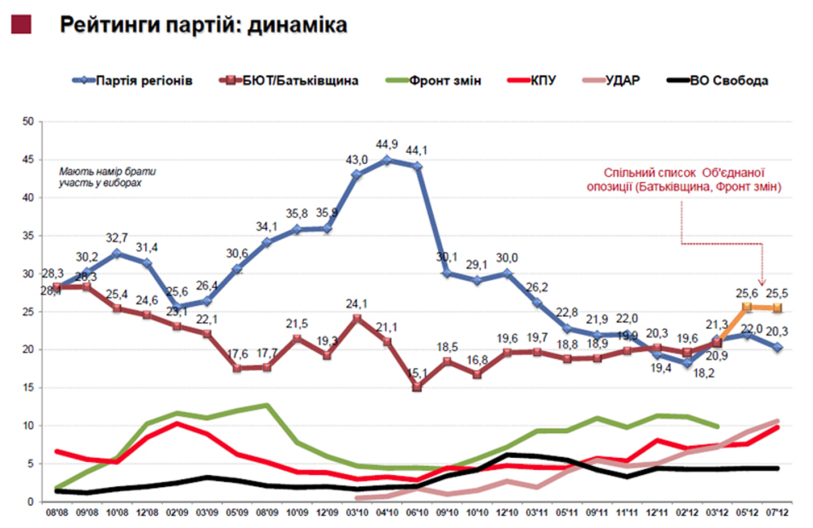 Рейтинги партій: динаміка
Партія регіонів БЮТ/Батьківщина Фронт змін КПУ УДАР ВО Свобода
Мають намір брати
участь у виборах
Спільний список Об'єднаної
опозиції (Батьківщина, Фронт змін)
50
45
40
35
30
25
20
15
10
5
0
28,3 30,2 32,7 31,4 25,6 26,4 30,6 34,1 35,8 35,9 43,0 44,9 44,1 30,1 29,1 30,0 26,2 22,8 21,9 22,0 19,4 18,2 21,3 22,0 20,3
28,4 28,3 25,4 24,6 23,1 22,1 17,6 17,7 21,5 19,3 24,1 21,1 15,1 18,5 16,8 19,6 19,7 18,8 18,9 19,9 20,3 19,6 20,9
25,6 25,5
08'08 09'08 10'08 12'08 02'09 03'09 05'09 08'09 10'09 12'09 03'10 04'10 06'10 09'10 10'10 12'10 03'11 05'11 09'11 11'11 12'11 02'12 03'12 05'12 07'12